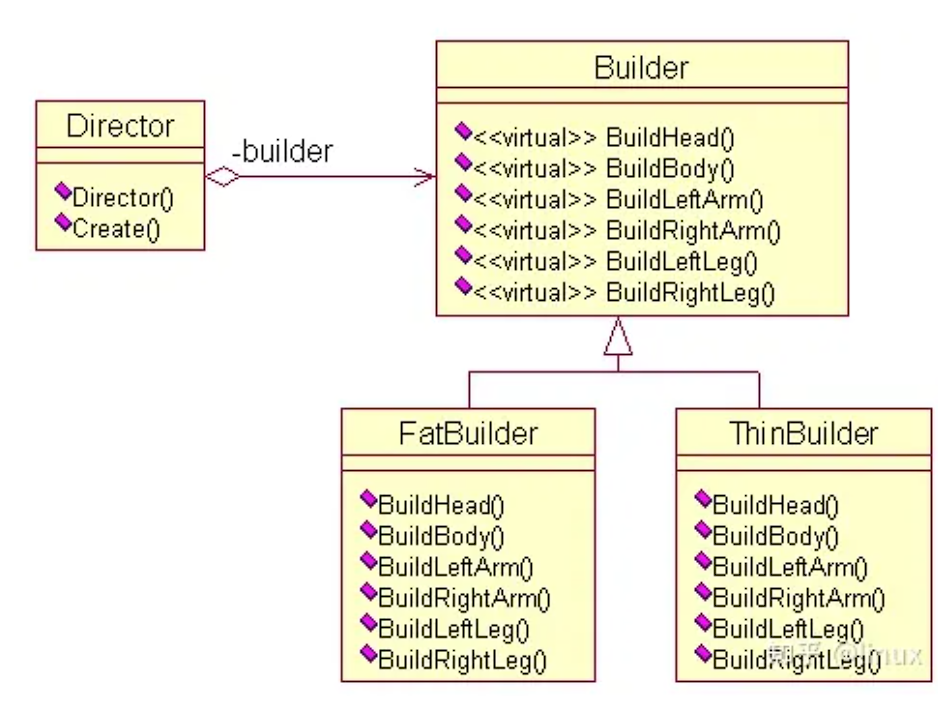 Director
Director()
Create()
-builder
Builder
<<virtual>> BuildHead()
<<virtual>> BuildBody()
<<virtual>> BuildLeftArm()
<<virtual>> BuildRightArm()
<<virtual>> BuildLeftLeg()
<<virtual>> BuildRightLeg()
FatBuilder
BuildHead()
BuildBody()
BuildLeftArm()
BuildRightArm()
BuildLeftLeg()
BuildRightLeg()
ThinBuilder
BuildHead()
BuildBody()
BuildLeftArm()
BuildRightArm()
BuildLeftLeg()
BuildRightLeg()
知乎 @linux